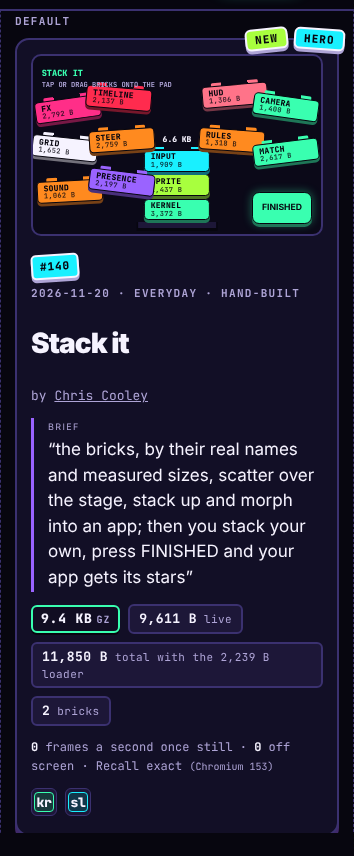 DEFAULT
NEW
HERO
STACK IT
TAP OR DRAG BRICKS ONTO THE PAD
FX
2,792 B
TIMELINE
2,137 B
HUD
1,306 B
CAMERA
1,400 B
GRID
1,652 B
STEER
2,759 B
6.6 KB
RULES
1,318 B
MATCH
2,617 B
INPUT
1,909 B
SOUND
1,062 B
PRESENCE
2,197 B
PRITE
,437 B
KERNEL
3,372 B
FINISHED
#140
2026-11-20 · EVERYDAY · HAND-BUILT
Stack it
by Chris Cooley
BRIEF
“the bricks, by their real names
and measured sizes, scatter over
the stage, stack up and morph
into an app; then you stack your
own, press FINISHED and your
app gets its stars”
9.4 KB GZ
9,611 B live
11,850 B total with the 2,239 B
loader
2 bricks
0 frames a second once still · 0 off
screen · Recall exact (Chromium 153)
kr
sl